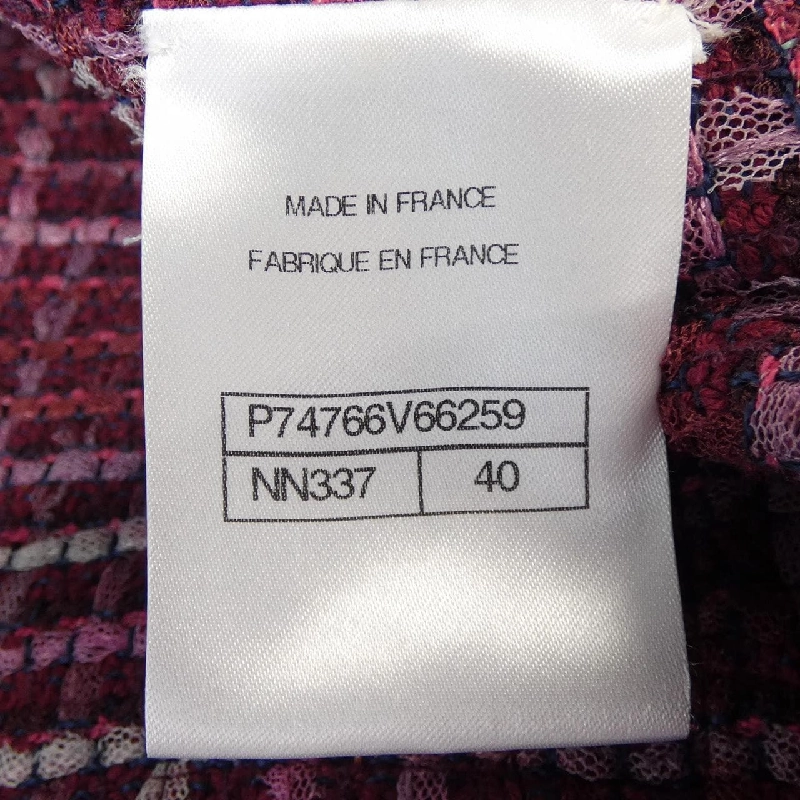 MADE IN FRANCE
FABRIQUE EN FRANCE
P74766V66259
NN337 40